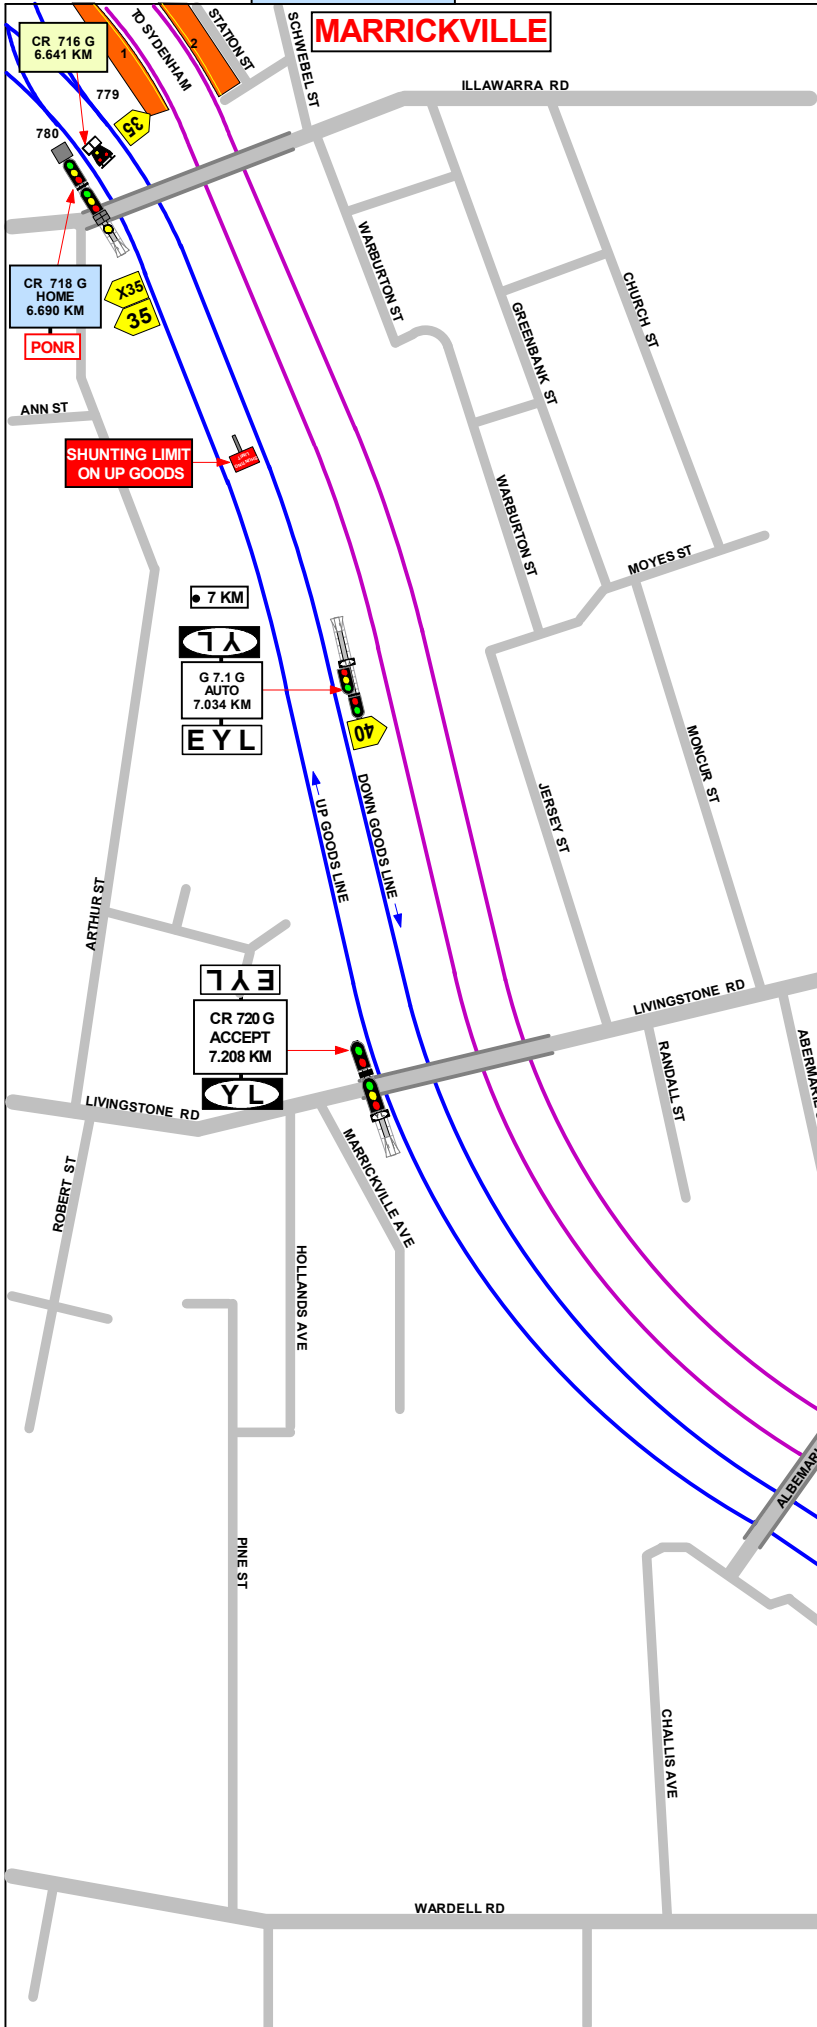 MARRICKVILLE
CR 716 G
6.641 KM
1
TO SYDENHAM
2
STATION ST
SCHWEBEL ST
ILLAWARRA RD
779
780
35
CR 718 G
HOME
6.690 KM
PONR
X35
35
WARBURTON ST
GREENBANK ST
CHURCH ST
ANN ST
SHUNTING LIMIT
ON UP GOODS
SHUNTING
LIMIT
WARBURTON ST
MOYES ST
7 KM
YL
G 7.1 G
AUTO
7.034 KM
EYL
40
UP GOODS LINE
DOWN GOODS LINE
JERSEY ST
MONCUR ST
ARTHUR ST
EYL
CR 720 G
ACCEPT
7.208 KM
YL
LIVINGSTONE RD
RANDALL ST
ABERMARLE
LIVINGSTONE RD
ROBERT ST
MARRICKVILLE AVE
HOLLANDS AVE
PINE ST
CHALLIS AVE
WARDELL RD